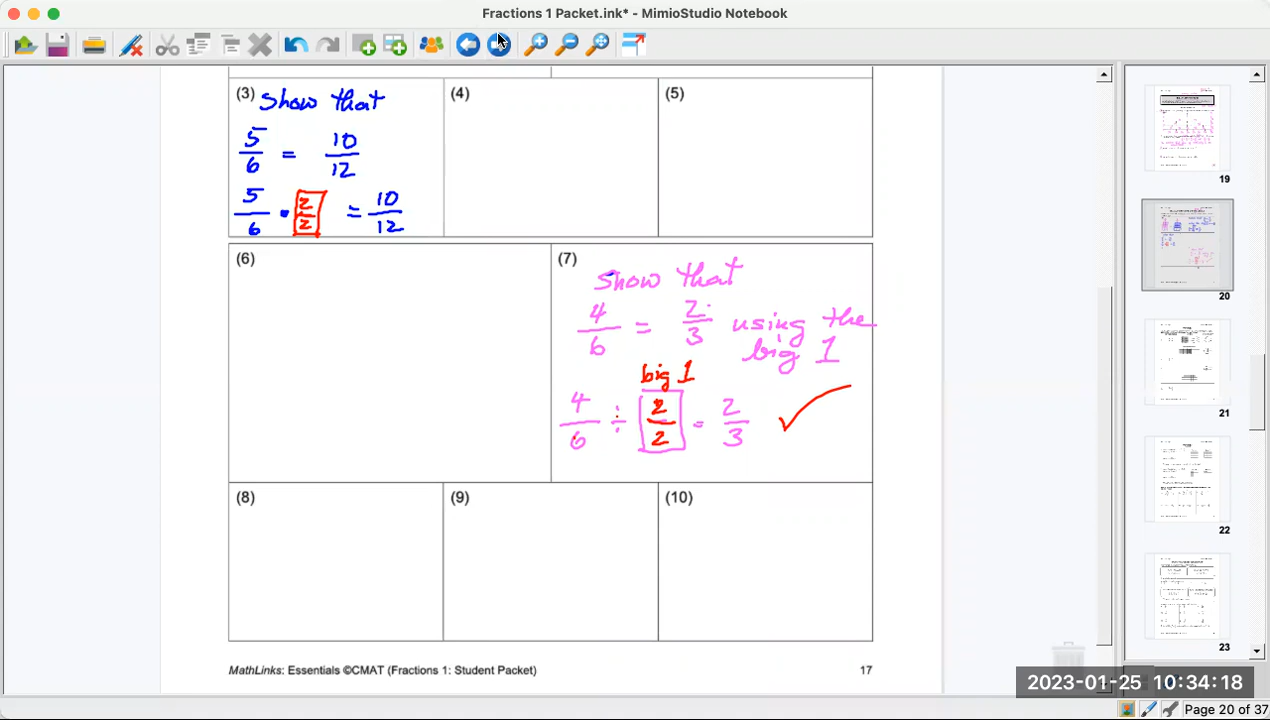 Fractions 1 Packet.ink* - MimioStudio Notebook
(3) Show that
5/6 = 10/12
5/6 · 2/2 = 10/12
(4)
(5)
(6)
(7)
Show that
4/6 = 2/3 using the
big 1
big 1
4/6 ÷ 2/2 = 2/3 ✓
(8)
(9)
(10)
MathLinks: Essentials ©CMAT (Fractions 1: Student Packet)
17
19
20
21
22
23
2023-01-25 10:34:18
Page 20 of 37